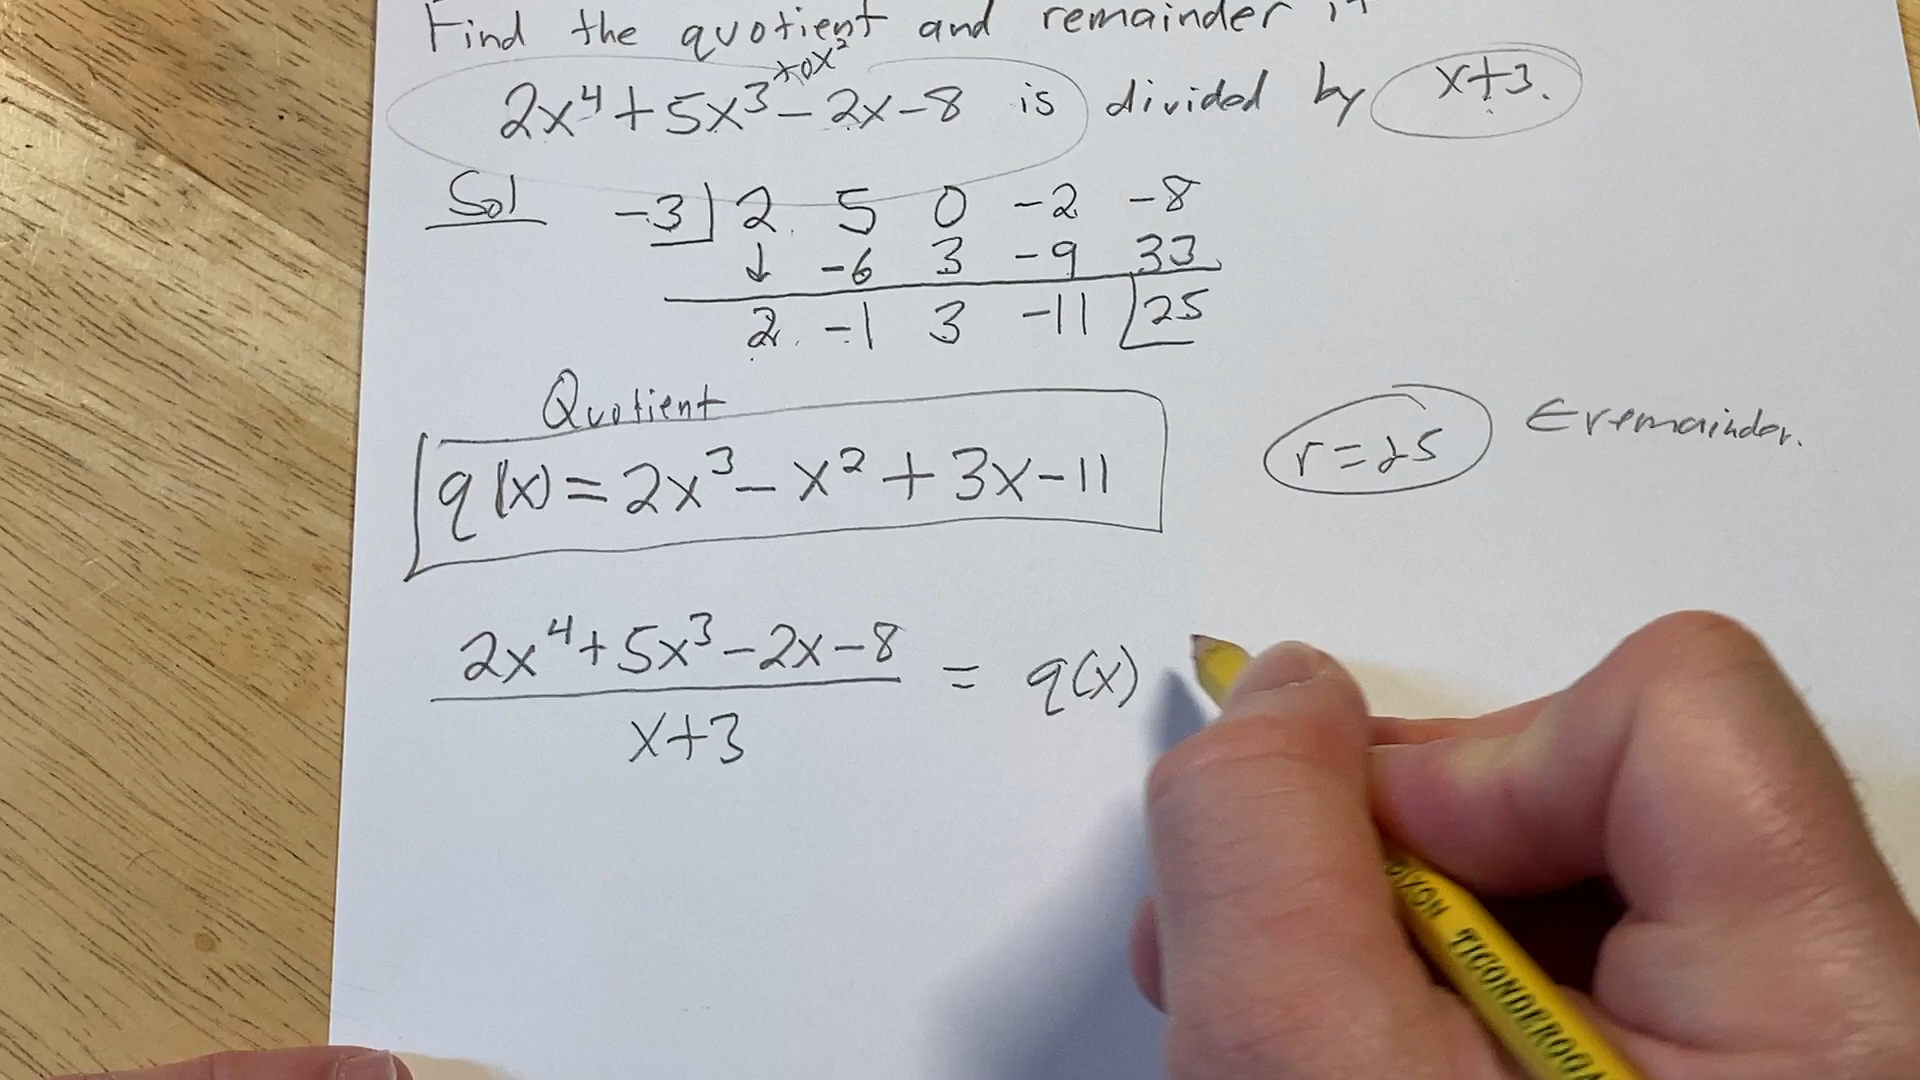 Find the quotient and remainder if
+0x²
2x⁴+5x³-2x-8 is divided by x+3.
Sol -3 2 5 0 -2 -8
↓ -6 3 -9 33
2 -1 3 -11 25
Quotient
q(x)=2x³-x²+3x-11 r=25 ← remainder.
2x⁴+5x³-2x-8
= q(x)
x+3
DIXON TICONDEROGA